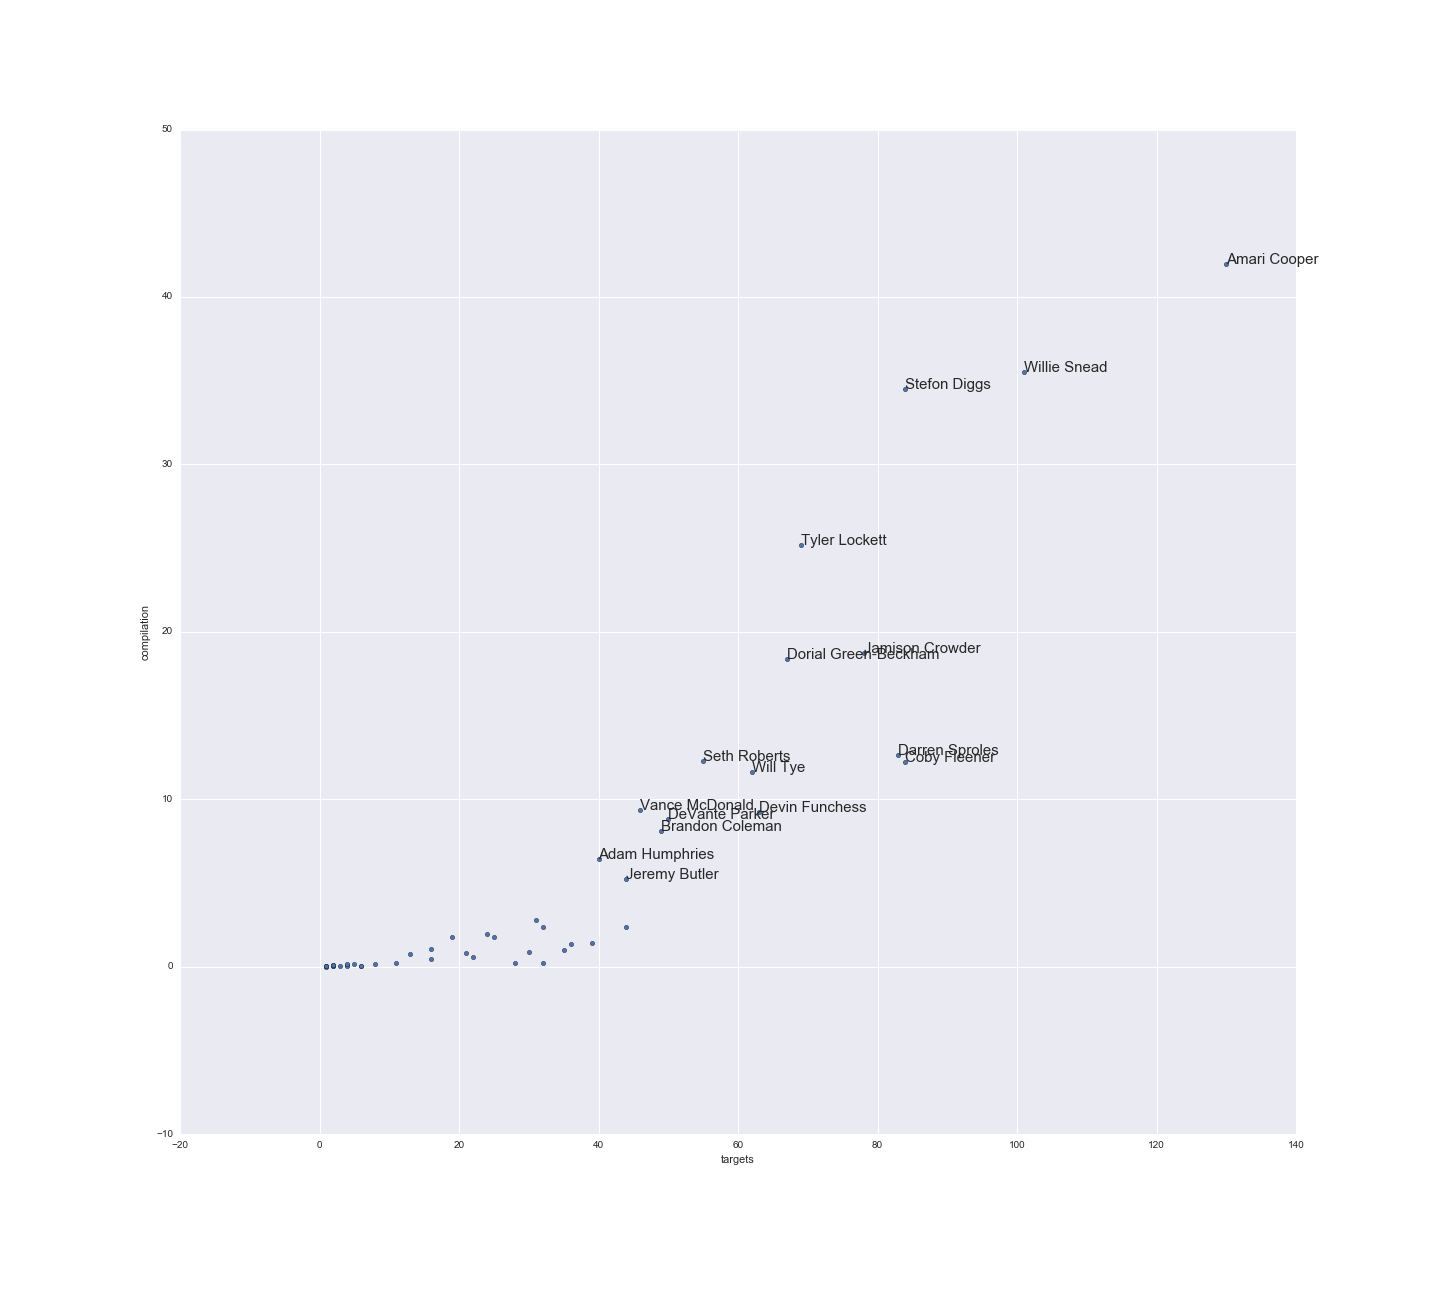 50
Amari Cooper
40
Willie Snead
Stefon Diggs
30
Tyler Lockett
20
Jamison Crowder
Dorial Green-Beckham
Darren Sproles
Seth Roberts
Coby Fleener
Will Tye
10
Vance McDonald
Devin Funchess
DeVante Parker
Brandon Coleman
Adam Humphries
Jeremy Butler
0
−10
compilation
−20 0 20 40 60 80 100 120 140
targets